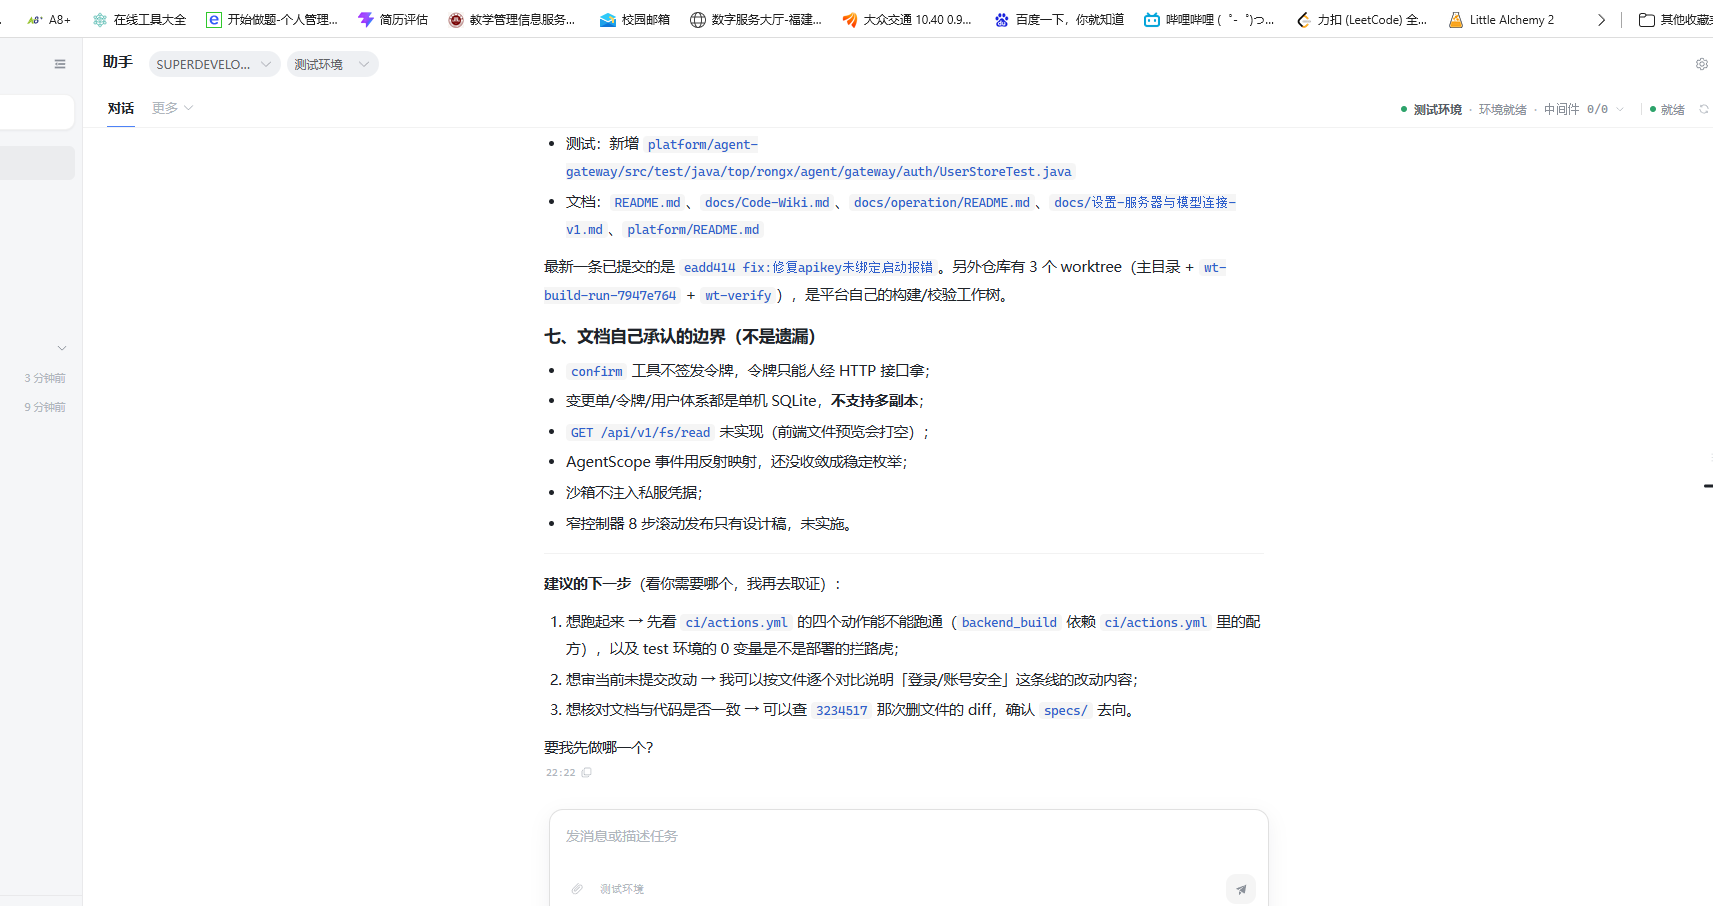 A8+ 在线工具大全 开始做题-个人管理... 简历评估 教学管理信息服务... 校园邮箱 数字服务大厅-福建... 大众交通 10.40 0.9... 百度一下，你就知道 哔哩哔哩 ( ゜- ゜)つ... 力扣 (LeetCode) 全... Little Alchemy 2 其他收藏夹
助手 SUPERDEVELO... 测试环境
对话 更多 测试环境 · 环境就绪 · 中间件 0/0 就绪
测试：新增 platform/agent-
gateway/src/test/java/top/rongx/agent/gateway/auth/UserStoreTest.java
文档： README.md 、 docs/Code-Wiki.md 、 docs/operation/README.md 、 docs/设置-服务器与模型连接-
v1.md 、 platform/README.md
最新一条已提交的是 eadd414 fix:修复apikey未绑定启动报错 。另外仓库有 3 个 worktree（主目录 + wt-
build-run-7947e764 + wt-verify ），是平台自己的构建/校验工作树。
七、文档自己承认的边界（不是遗漏）
3 分钟前
confirm 工具不签发令牌，令牌只能人经 HTTP 接口拿；
9 分钟前
变更单/令牌/用户体系都是单机 SQLite，不支持多副本；
GET /api/v1/fs/read 未实现（前端文件预览会打空）；
AgentScope 事件用反射映射，还没收敛成稳定枚举；
沙箱不注入私服凭据；
窄控制器 8 步滚动发布只有设计稿，未实施。
建议的下一步（看你需要哪个，我再去取证）：
1. 想跑起来 → 先看 ci/actions.yml 的四个动作能不能跑通（ backend_build 依赖 ci/actions.yml 里的配
方），以及 test 环境的 0 变量是不是部署的拦路虎；
2. 想审当前未提交改动 → 我可以按文件逐个对比说明「登录/账号安全」这条线的改动内容；
3. 想核对文档与代码是否一致 → 可以查 3234517 那次删文件的 diff，确认 specs/ 去向。
要我先做哪一个？
22:22
发消息或描述任务
测试环境